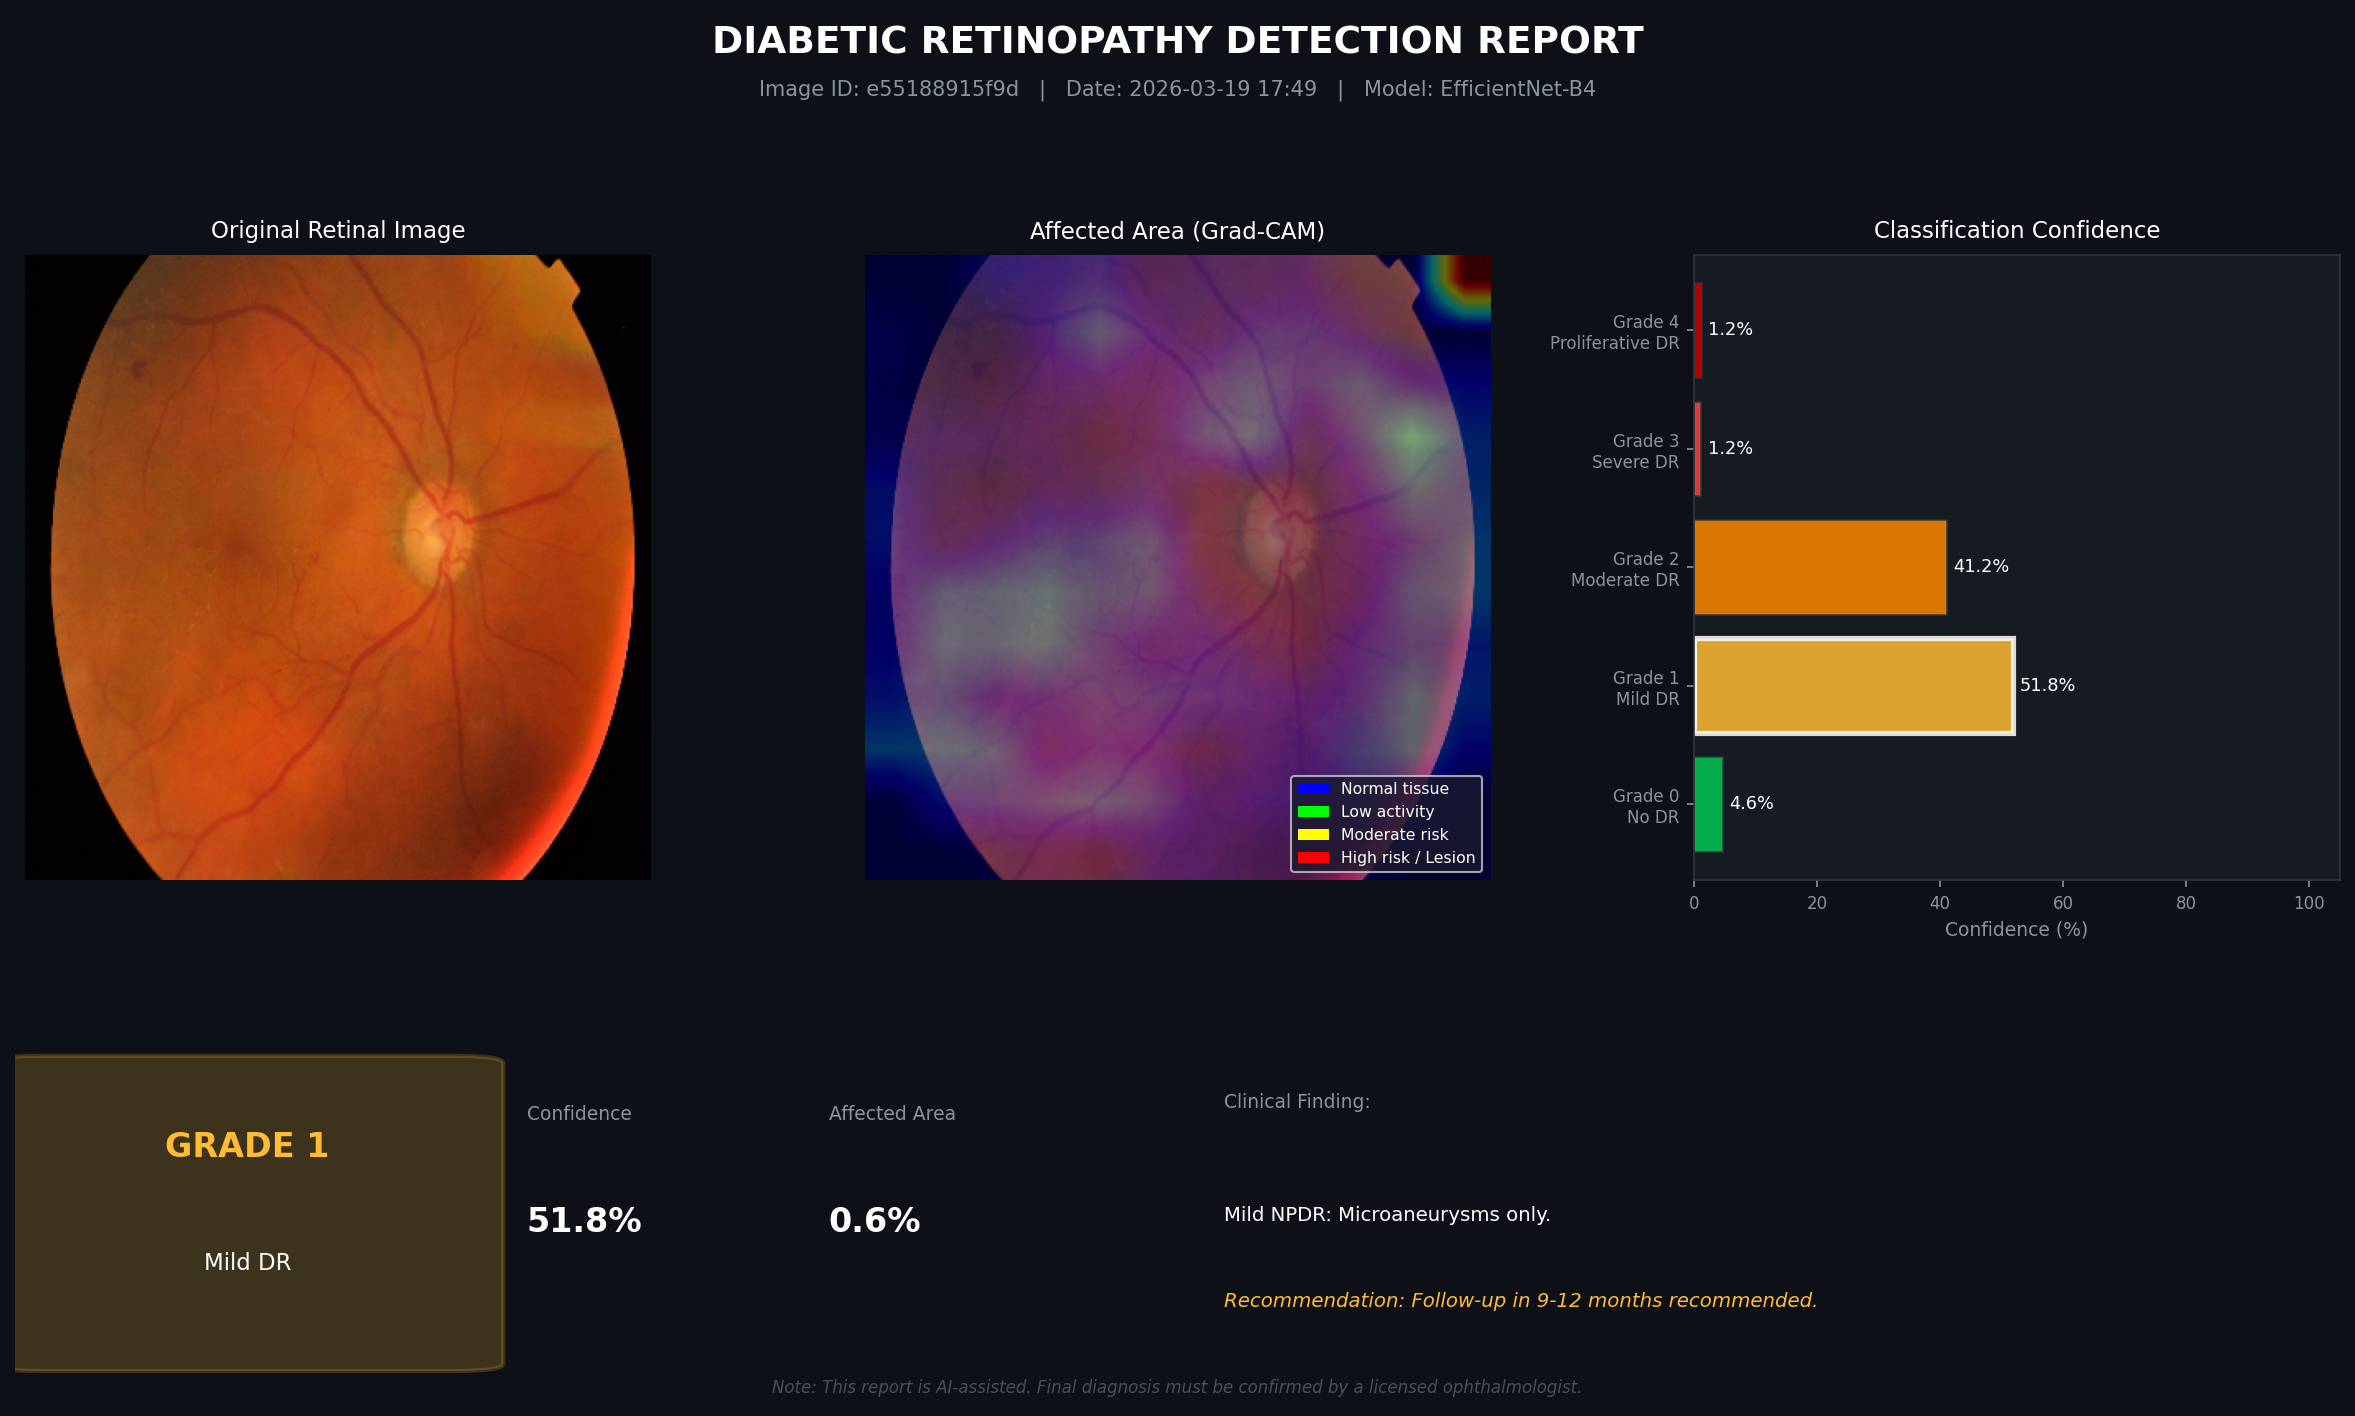 DIABETIC RETINOPATHY DETECTION REPORT
Image ID: e55188915f9d | Date: 2026-03-19 17:49 | Model: EfficientNet-B4
Original Retinal Image
Affected Area (Grad-CAM)
Normal tissue
Low activity
Moderate risk
High risk / Lesion
Classification Confidence
Grade 4
Proliferative DR
1.2%
Grade 3
Severe DR
1.2%
Grade 2
Moderate DR
41.2%
Grade 1
Mild DR
51.8%
Grade 0
No DR
4.6%
0 20 40 60 80 100
Confidence (%)
GRADE 1
Mild DR
Confidence
51.8%
Affected Area
0.6%
Clinical Finding:
Mild NPDR: Microaneurysms only.
Recommendation: Follow-up in 9-12 months recommended.
Note: This report is AI-assisted. Final diagnosis must be confirmed by a licensed ophthalmologist.